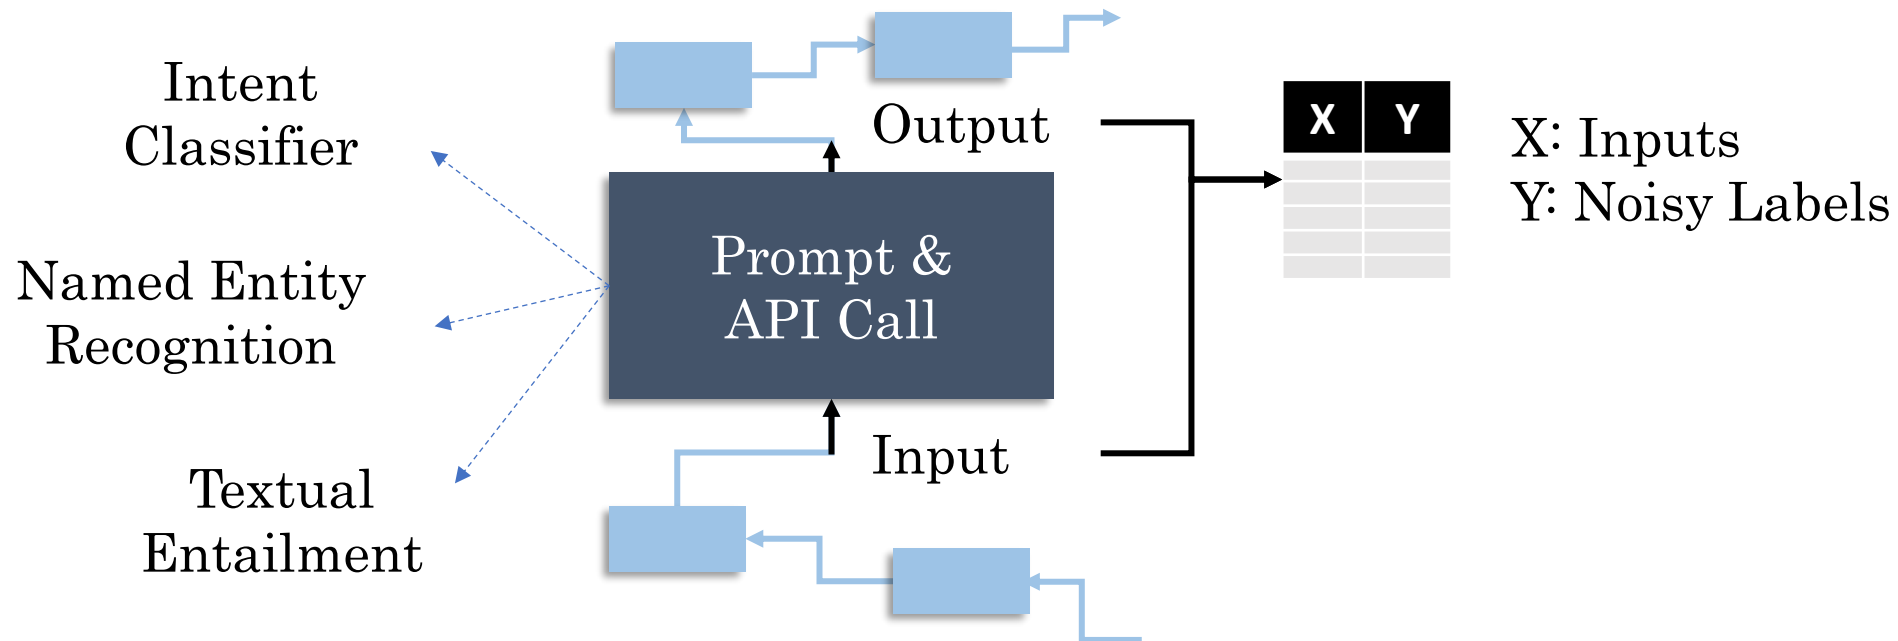 Intent
Classifier
Named Entity
Recognition
Textual
Entailment
Output
Prompt &
API Call
Input
X Y
X: Inputs
Y: Noisy Labels